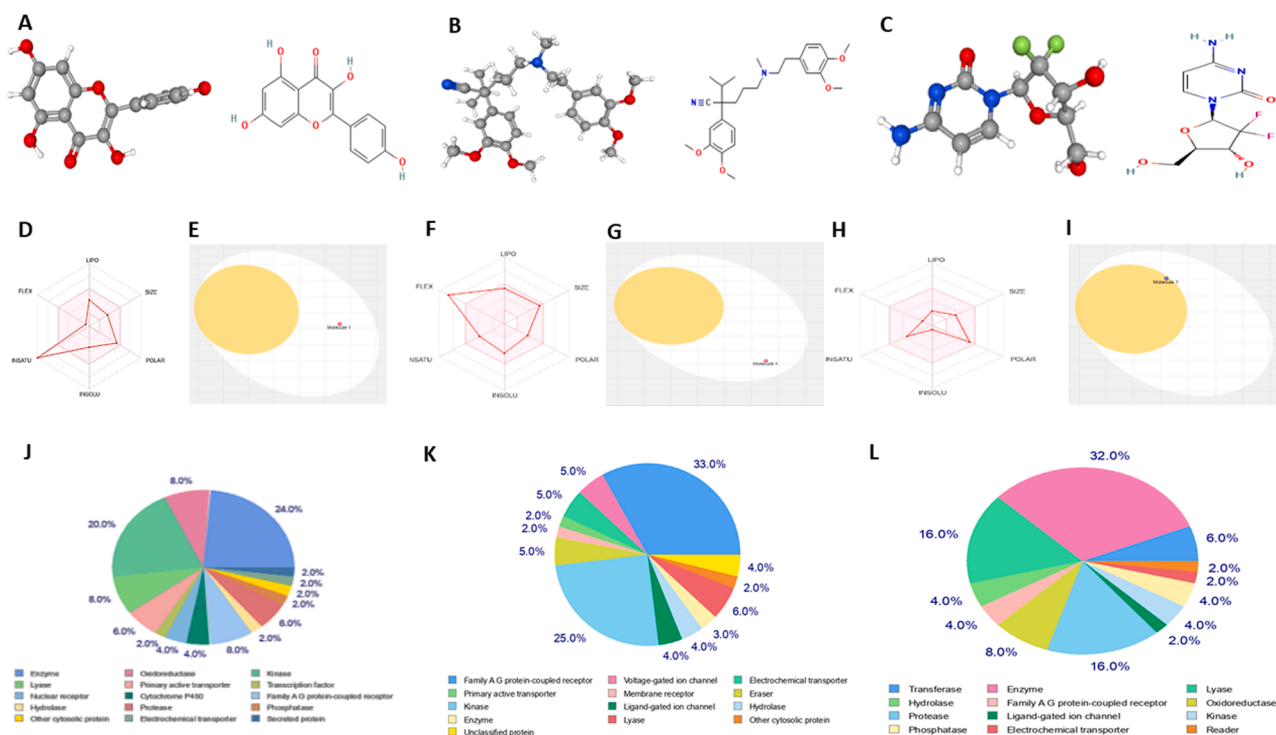 A
B
C
OH
O
OH
HO
O
OH
N
N
O
O
O
O
NH2
N
O
N
F
F
O
HO
OH
D
E
F
G
H
I
LIPO
FLEX
SIZE
INSATU
POLAR
INSOLU
Molecule 1
LIPO
FLEX
SIZE
NSATU
POLAR
INSOLU
Molecule 1
LIPO
FLEX
SIZE
INSATU
POLAR
INSOLU
Molecule 1
J
8.0%
24.0%
20.0%
2.0%
2.0%
2.0%
2.0%
8.0%
6.0%
6.0%
2.0%
2.0%
4.0%
8.0%
4.0%
Enzyme
Oxidoreductase
Kinase
Lyase
Primary active transporter
Transcription factor
Nuclear receptor
Cytochrome P450
Family A G protein-coupled receptor
Hydrolase
Protease
Phosphatase
Other cytosolic protein
Electrochemical transporter
Secreted protein
K
33.0%
5.0%
5.0%
2.0%
2.0%
5.0%
4.0%
2.0%
6.0%
25.0%
3.0%
4.0%
4.0%
Family A G protein-coupled receptor
Voltage-gated ion channel
Electrochemical transporter
Primary active transporter
Membrane receptor
Eraser
Kinase
Ligand-gated ion channel
Hydrolase
Enzyme
Lyase
Other cytosolic protein
Unclassified protein
L
32.0%
16.0%
6.0%
2.0%
2.0%
4.0%
4.0%
4.0%
4.0%
2.0%
8.0%
16.0%
Transferase
Enzyme
Lyase
Hydrolase
Family A G protein-coupled receptor
Oxidoreductase
Protease
Ligand-gated ion channel
Kinase
Phosphatase
Electrochemical transporter
Reader